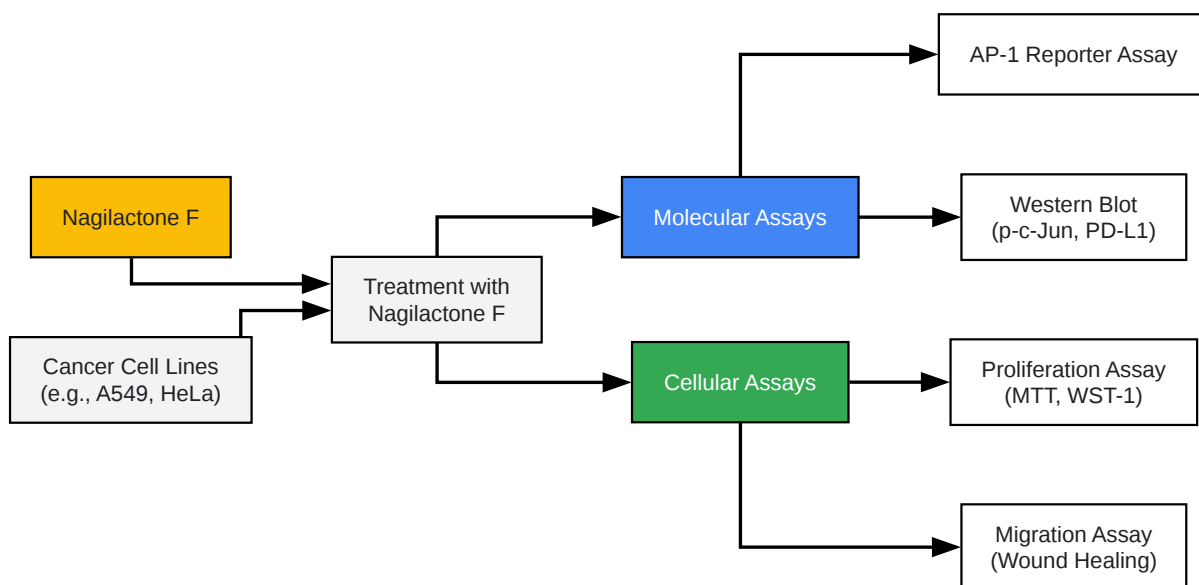 AP-1 Reporter Assay
Nagilactone F
Molecular Assays
Western Blot
(p-c-Jun, PD-L1)
Treatment with
Nagilactone F
Cancer Cell Lines
(e.g., A549, HeLa)
Cellular Assays
Proliferation Assay
(MTT, WST-1)
Migration Assay
(Wound Healing)